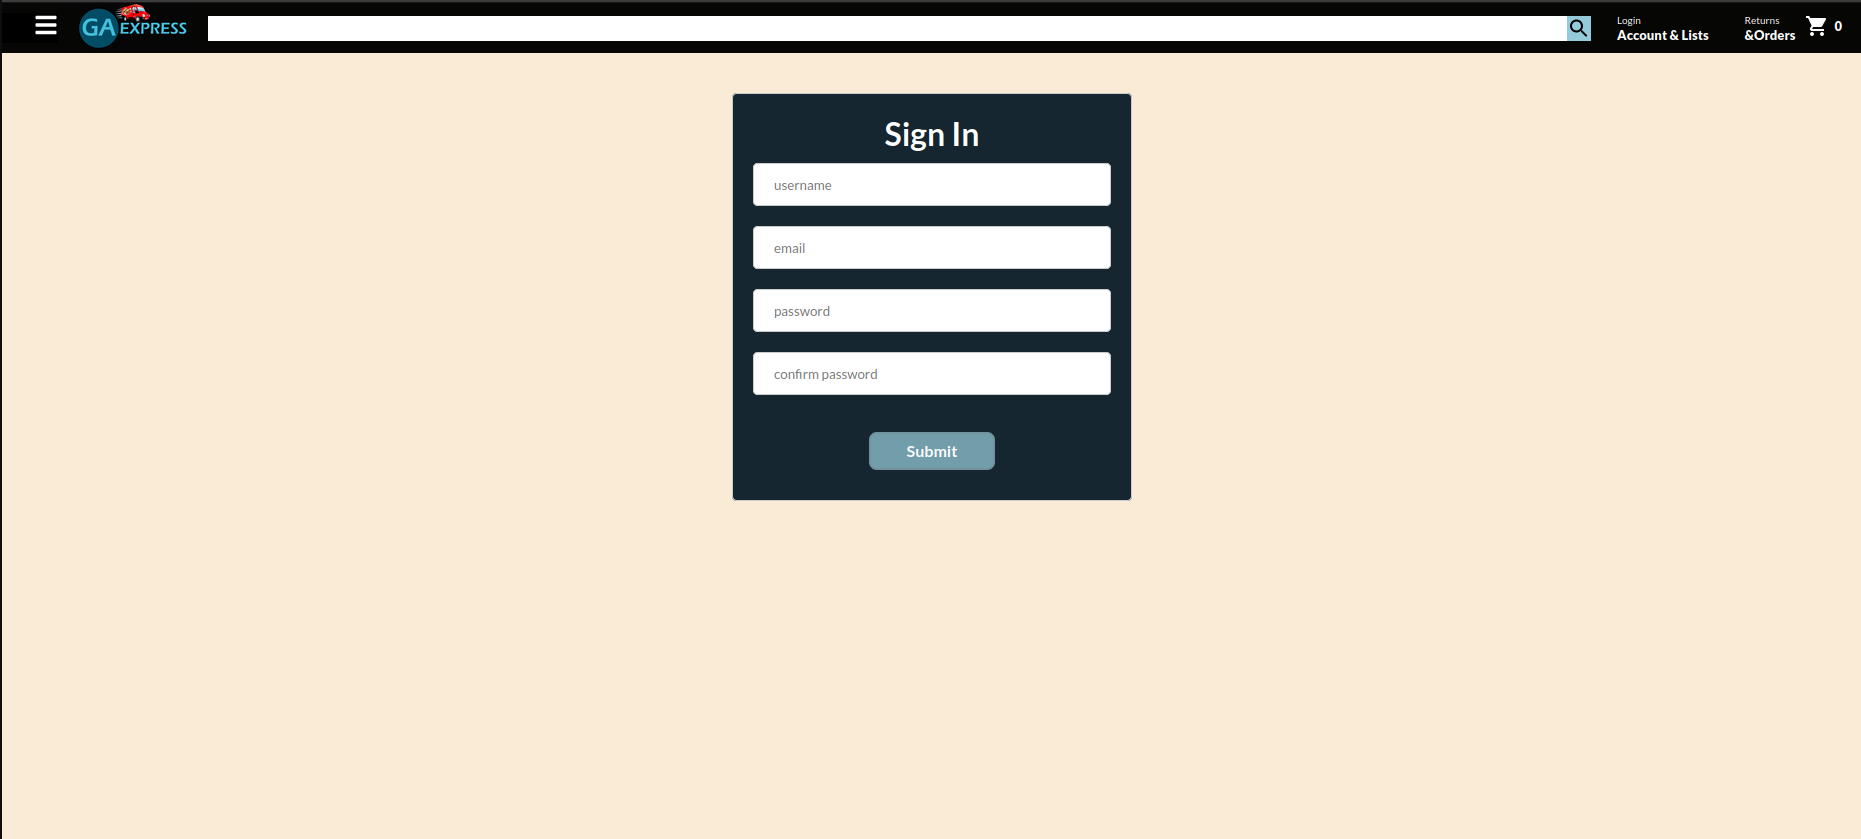 GA EXPRESS
Login
Account & Lists
Returns
&Orders
0
Sign In
username
email
password
confirm password
Submit